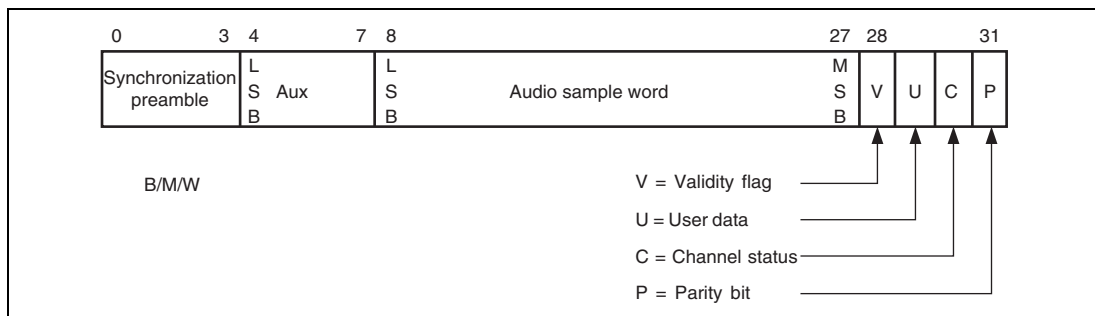 0 3 4 7 8 27 28 31
Synchronization
preamble
L
S
B
Aux
L
S
B
Audio sample word
M
S
B
V
U
C
P
B/M/W
V = Validity flag
U = User data
C = Channel status
P = Parity bit